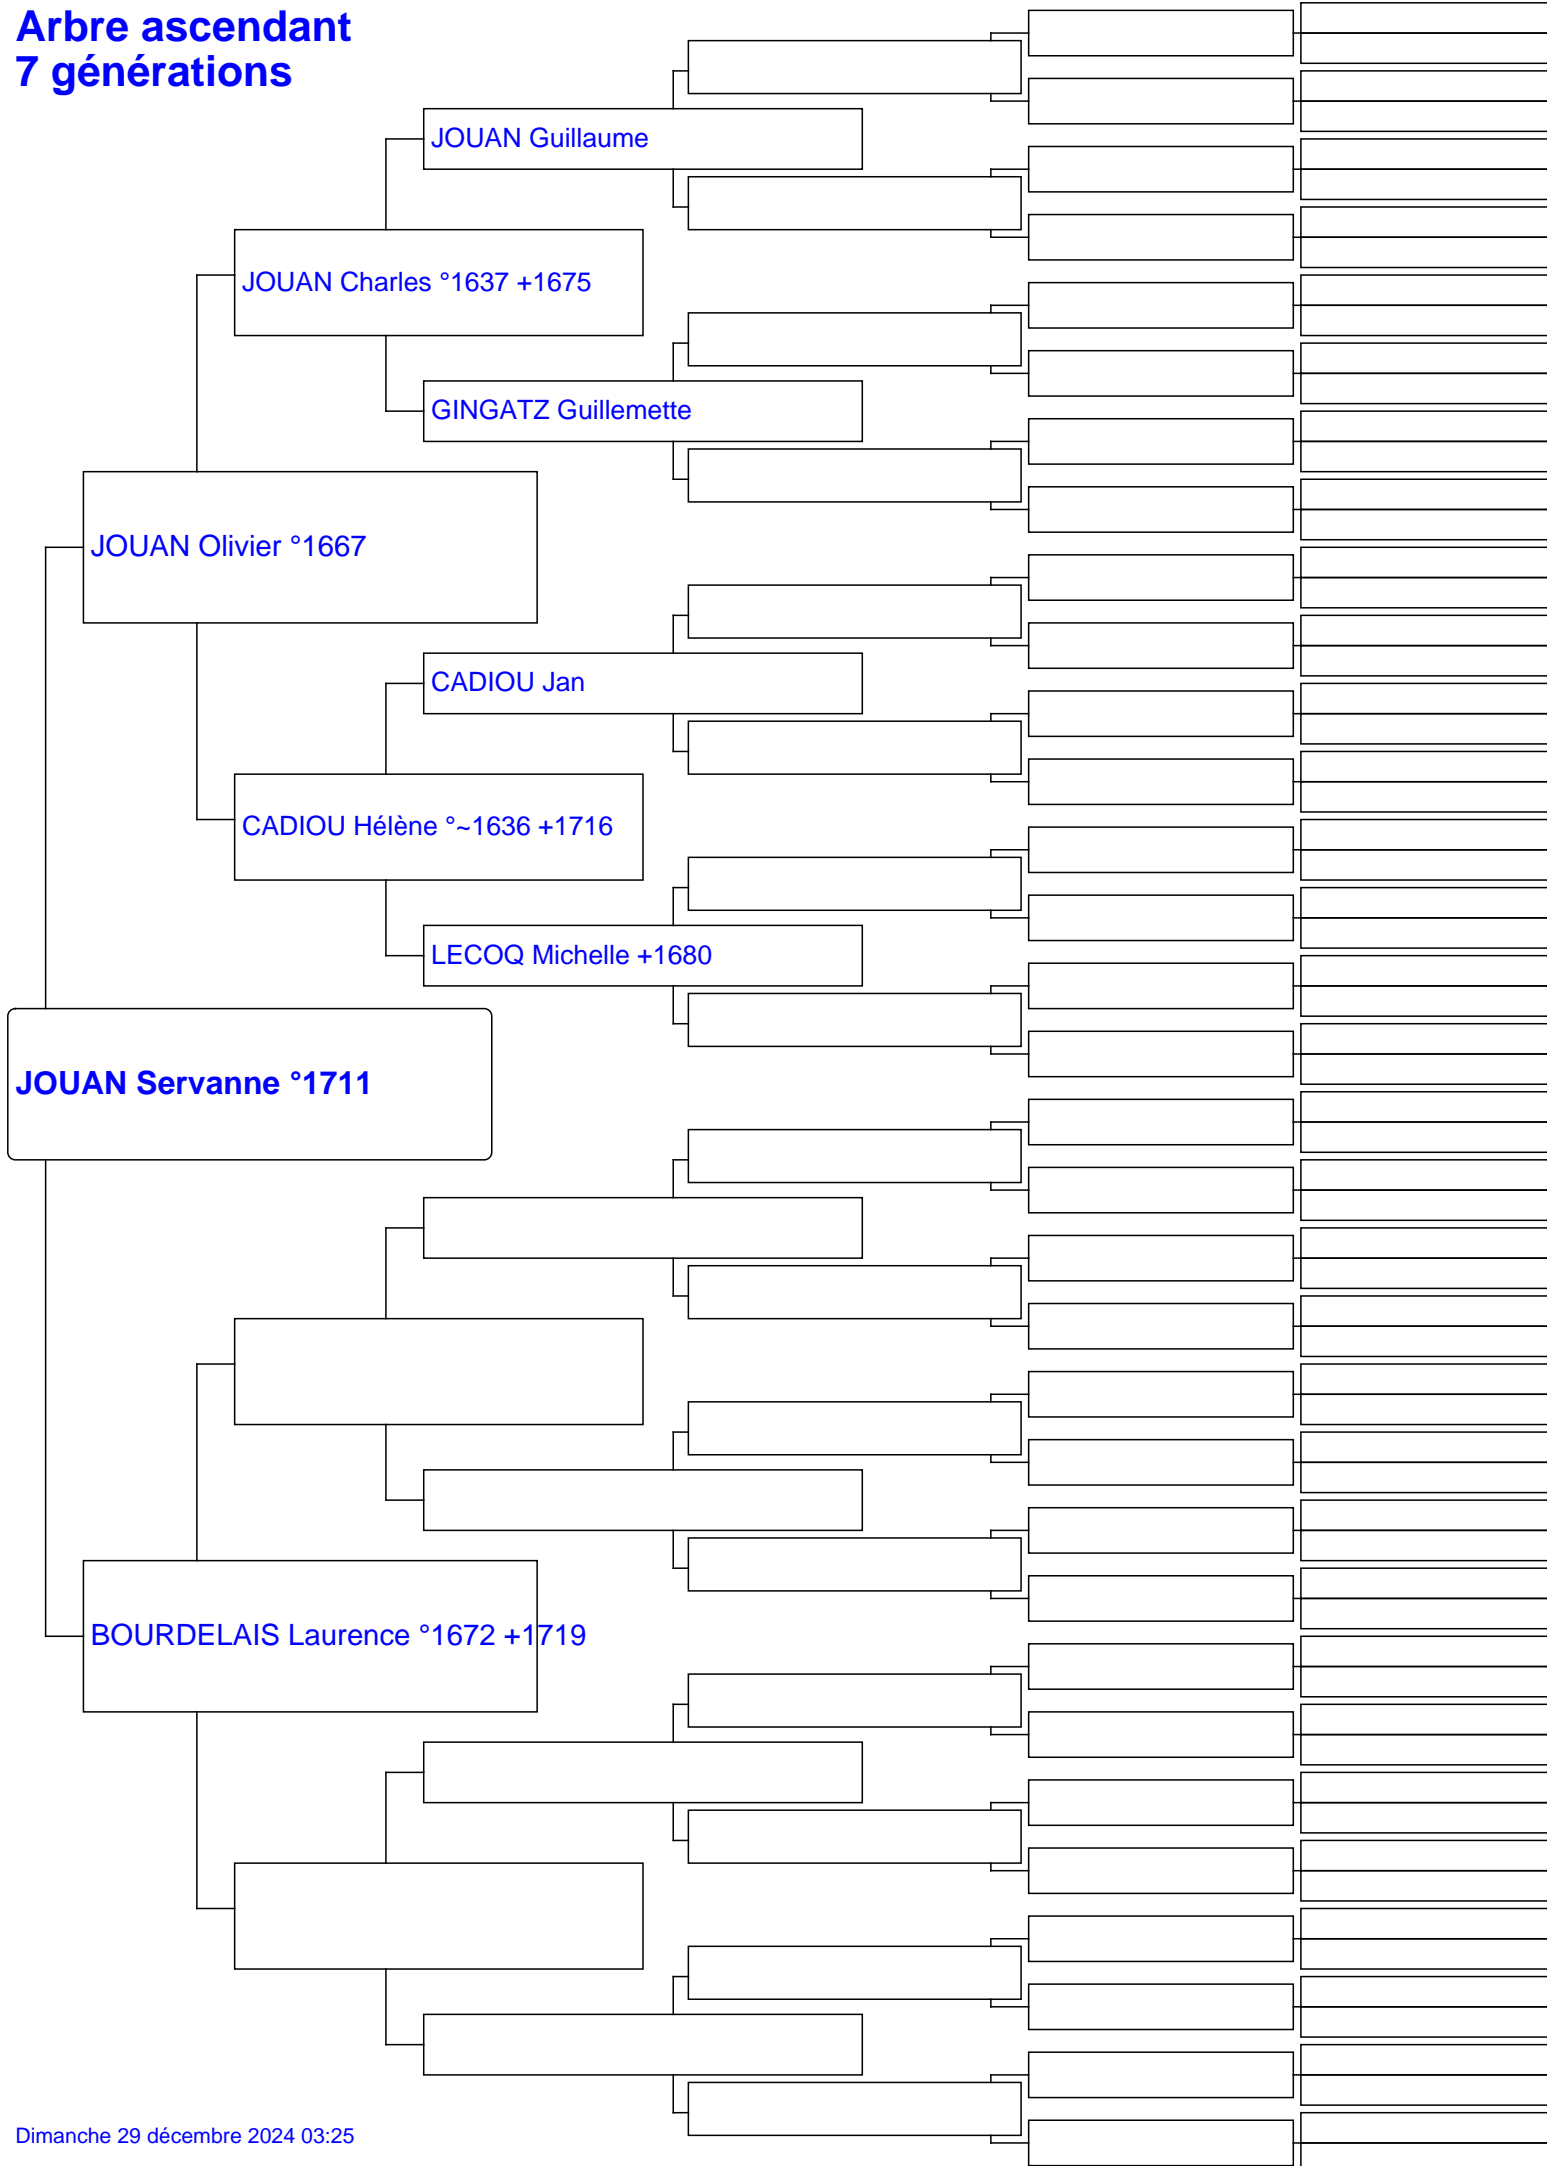 Arbre ascendant
7 générations
JOUAN Guillaume
JOUAN Charles °1637 +1675
GINGATZ Guillemette
JOUAN Olivier °1667
CADIOU Jan
CADIOU Hélène °~1636 +1716
LECOQ Michelle +1680
JOUAN Servanne °1711
BOURDELAIS Laurence °1672 +1719
Dimanche 29 décembre 2024 03:25